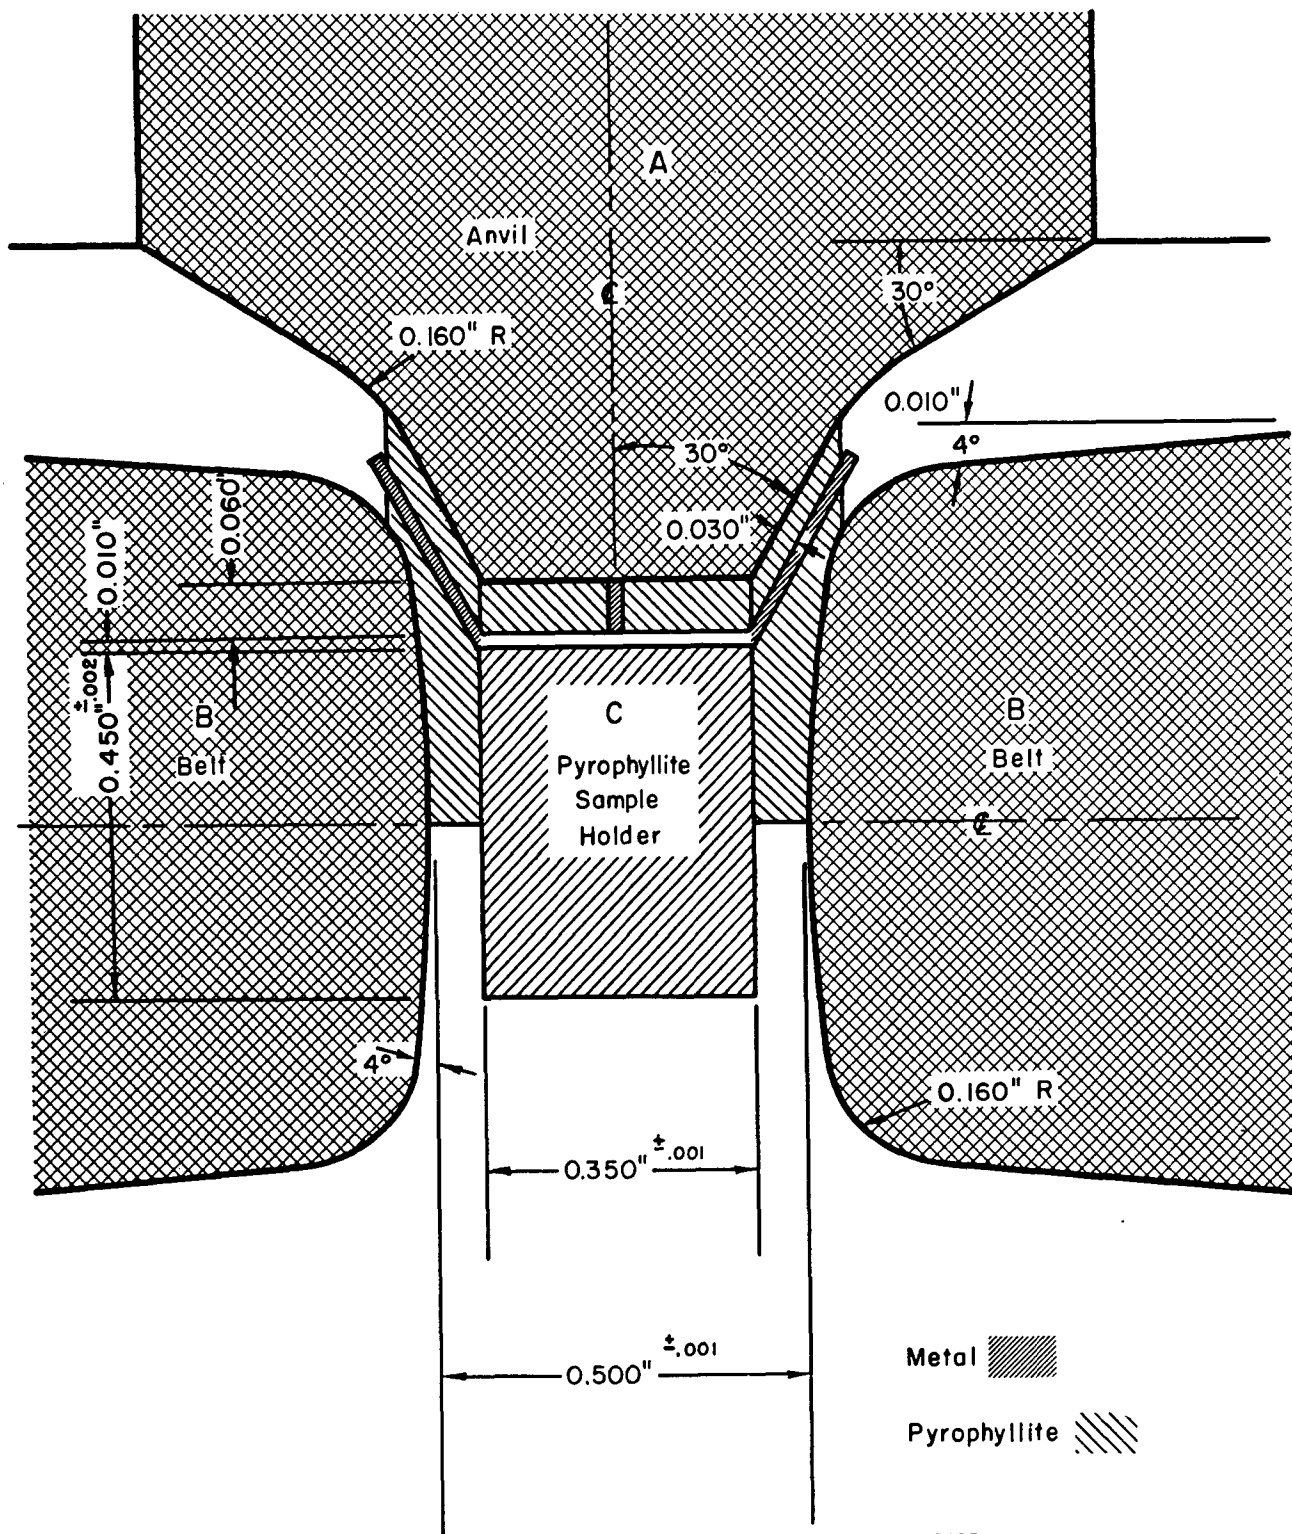 A
Anvil
℄
30°
0.160" R
0.010"
4°
30°
0.060"
0.030"
0.010"
±.002
0.450"
B
Belt
C
Pyrophyllite
Sample
Holder
B
Belt
℄
4°
0.160" R
±.001
0.350"
±.001
0.500"
Metal
Pyrophyllite